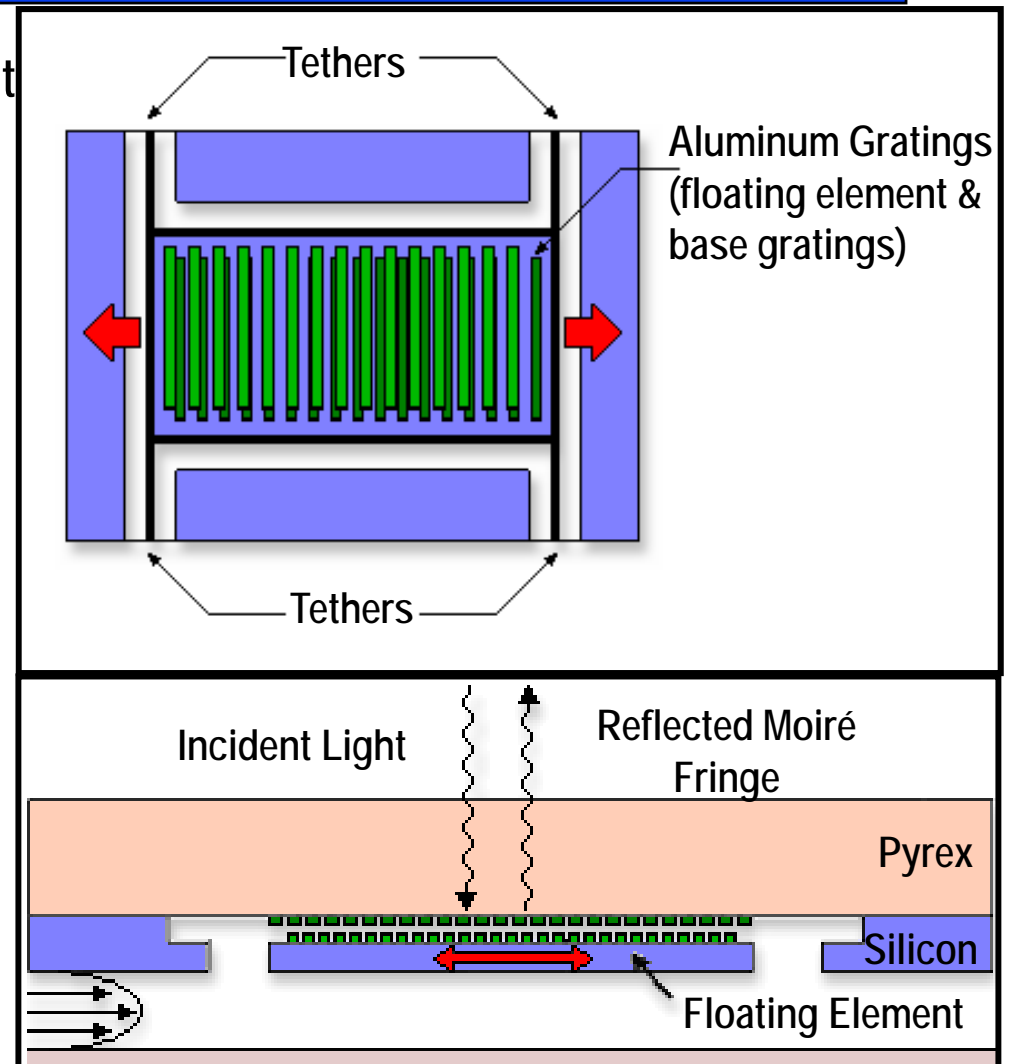 t
Tethers
Aluminum Gratings
(floating element &
base gratings)
Tethers
Incident Light
Reflected Moiré
Fringe
Pyrex
Silicon
Floating Element